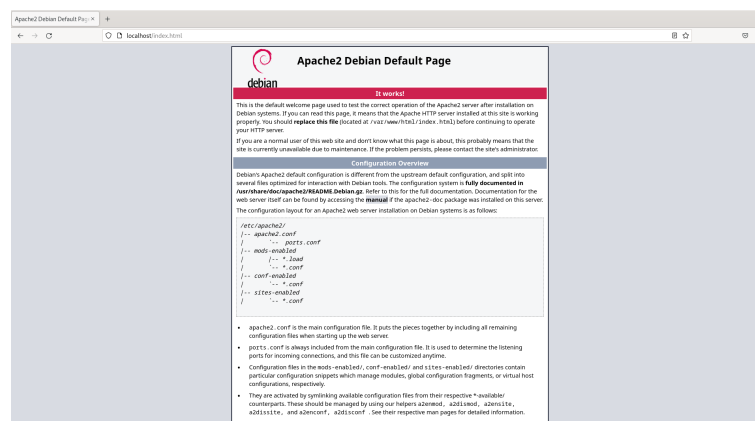 Apache2 Debian Default Pag
localhost/index.html
debian
Apache2 Debian Default Page
It works!
This is the default welcome page used to test the correct operation of the Apache2 server after installation on
Debian systems. If you can read this page, it means that the Apache HTTP server installed at this site is working
properly. You should replace this file (located at /var/www/html/index.html) before continuing to operate
your HTTP server.
If you are a normal user of this web site and don't know what this page is about, this probably means that the
site is currently unavailable due to maintenance. If the problem persists, please contact the site's administrator.
Configuration Overview
Debian's Apache2 default configuration is different from the upstream default configuration, and split into
several files optimized for interaction with Debian tools. The configuration system is fully documented in
/usr/share/doc/apache2/README.Debian.gz. Refer to this for the full documentation. Documentation for the
web server itself can be found by accessing the manual if the apache2-doc package was installed on this server.
The configuration layout for an Apache2 web server installation on Debian systems is as follows:
/etc/apache2/
|-- apache2.conf
| `-- ports.conf
|-- mods-enabled
| |-- *.load
| `-- *.conf
|-- conf-enabled
| `-- *.conf
|-- sites-enabled
| `-- *.conf
• apache2.conf is the main configuration file. It puts the pieces together by including all remaining
configuration files when starting up the web server.
• ports.conf is always included from the main configuration file. It is used to determine the listening
ports for incoming connections, and this file can be customized anytime.
• Configuration files in the mods-enabled/, conf-enabled/ and sites-enabled/ directories contain
particular configuration snippets which manage modules, global configuration fragments, or virtual host
configurations, respectively.
• They are activated by symlinking available configuration files from their respective *-available/
counterparts. These should be managed by using our helpers a2enmod, a2dismod, a2ensite,
a2dissite, and a2enconf, a2disconf . See their respective man pages for detailed information.